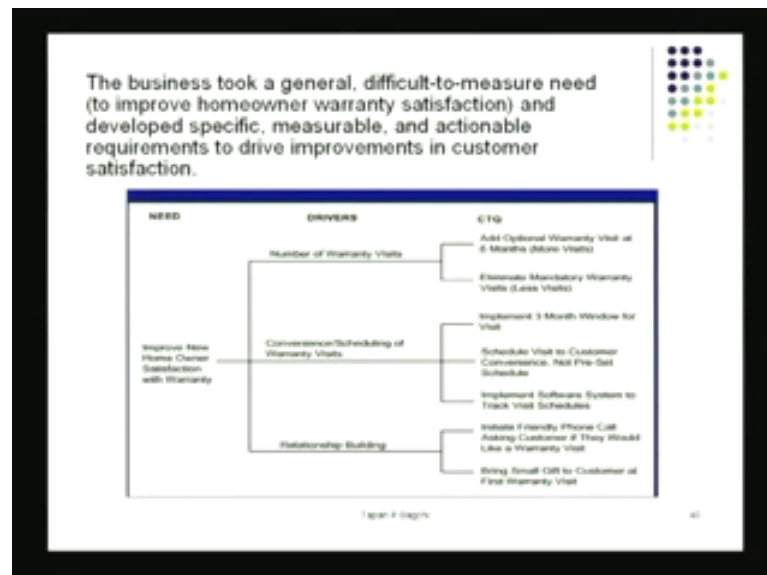 The business took a general, difficult-to-measure need
(to improve homeowner warranty satisfaction) and
developed specific, measurable, and actionable
requirements to drive improvements in customer
satisfaction.
NEED DRIVERS CTQ
Number of Warranty Visits
Add Optional Warranty Visit at
6 Months (More Visits)
Eliminate Mandatory Warranty
Visits (Less Visits)
Improve New
Home Owner
Satisfaction
with Warranty
Convenience/Scheduling of
Warranty Visits
Implement 3-Month Window for
Visit
Schedule Visit to Customer
Convenience, Not Pre-Set
Schedule
Implement Software System to
Track Visit Schedules
Relationship Building
Initiate Friendly Phone Call
Asking Customer if They Would
Like a Warranty Visit
Bring Small Gift to Customer at
First Warranty Visit
Tapan P Bagchi